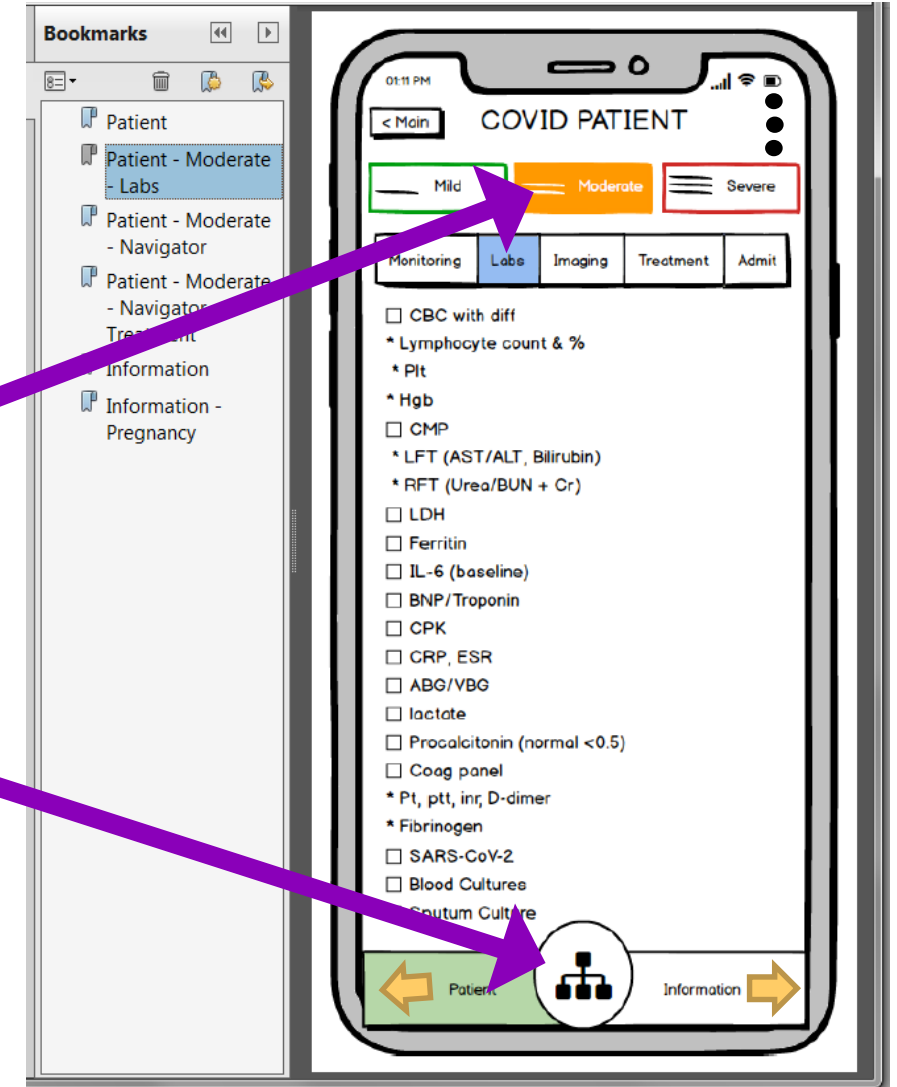 Bookmarks
Patient
Patient - Moderate
- Labs
Patient - Moderate
- Navigator
Patient - Moderate
- Navigator
Treatment
Information
Information -
Pregnancy
01:11 PM
< Main
COVID PATIENT
Mild
Moderate
Severe
Monitoring
Labs
Imaging
Treatment
Admit
CBC with diff
* Lymphocyte count & %
* Plt
* Hgb
CMP
* LFT (AST/ALT, Bilirubin)
* RFT (Urea/BUN + Cr)
LDH
Ferritin
IL-6 (baseline)
BNP/Troponin
CPK
CRP, ESR
ABG/VBG
lactate
Procalcitonin (normal <0.5)
Coag panel
* Pt, ptt, inr, D-dimer
* Fibrinogen
SARS-CoV-2
Blood Cultures
Sputum Culture
Patient
Information